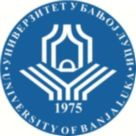 УНИВЕРЗИТЕТ У БАЊОЈ ЛУЦИ
1975
UNIVERSITY OF BANJA LUKA